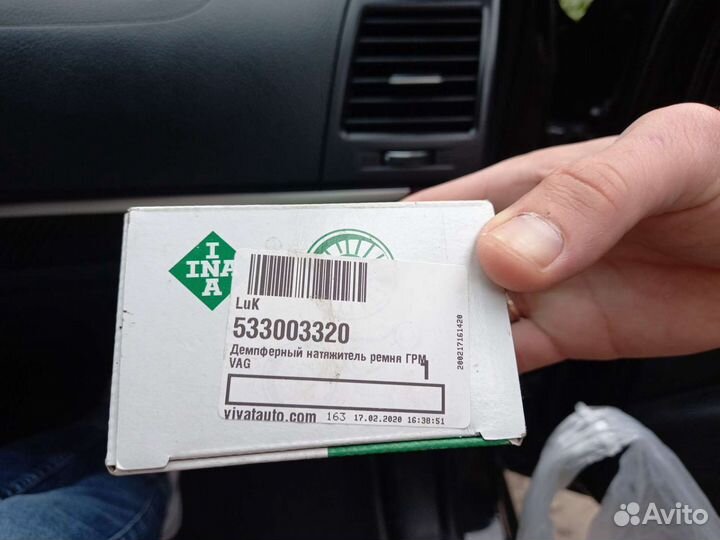 I
INA
A
LuK
533003320
Демпферный натяжитель ремня ГРМ
VAG
1
vivatauto.com 163 17.02.2020 16:38:51
200217161420
Avito